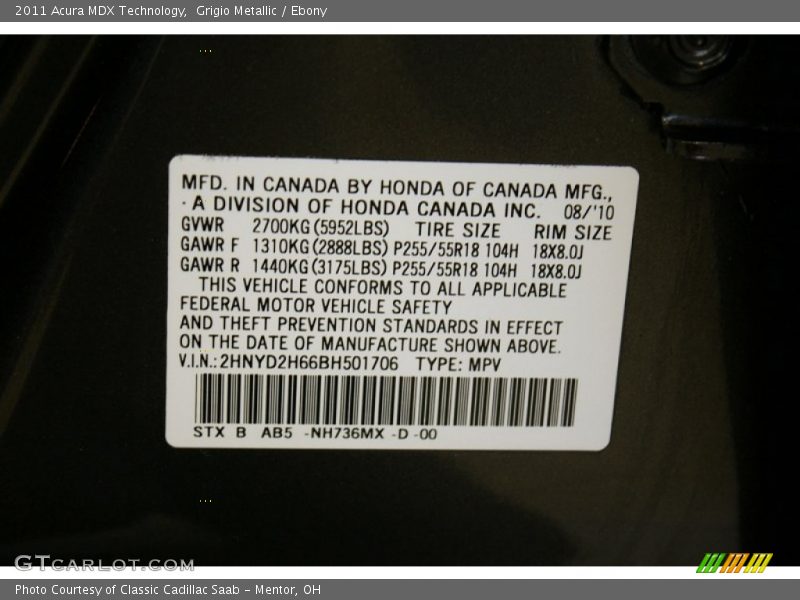 2011 Acura MDX Technology,  Grigio Metallic / Ebony
MFD. IN CANADA BY HONDA OF CANADA MFG.,
· A DIVISION OF HONDA CANADA INC.   08/'10
GVWR   2700KG(5952LBS)   TIRE SIZE   RIM SIZE
GAWR F  1310KG(2888LBS) P255/55R18 104H  18X8.0J
GAWR R  1440KG(3175LBS) P255/55R18 104H  18X8.0J
THIS VEHICLE CONFORMS TO ALL APPLICABLE
FEDERAL MOTOR VEHICLE SAFETY
AND THEFT PREVENTION STANDARDS IN EFFECT
ON THE DATE OF MANUFACTURE SHOWN ABOVE.
V.I.N.: 2HNYD2H66BH501706   TYPE: MPV
STX  B   AB5  -NH736MX -D -00
GTCARLOT.COM
Photo Courtesy of Classic Cadillac Saab - Mentor, OH